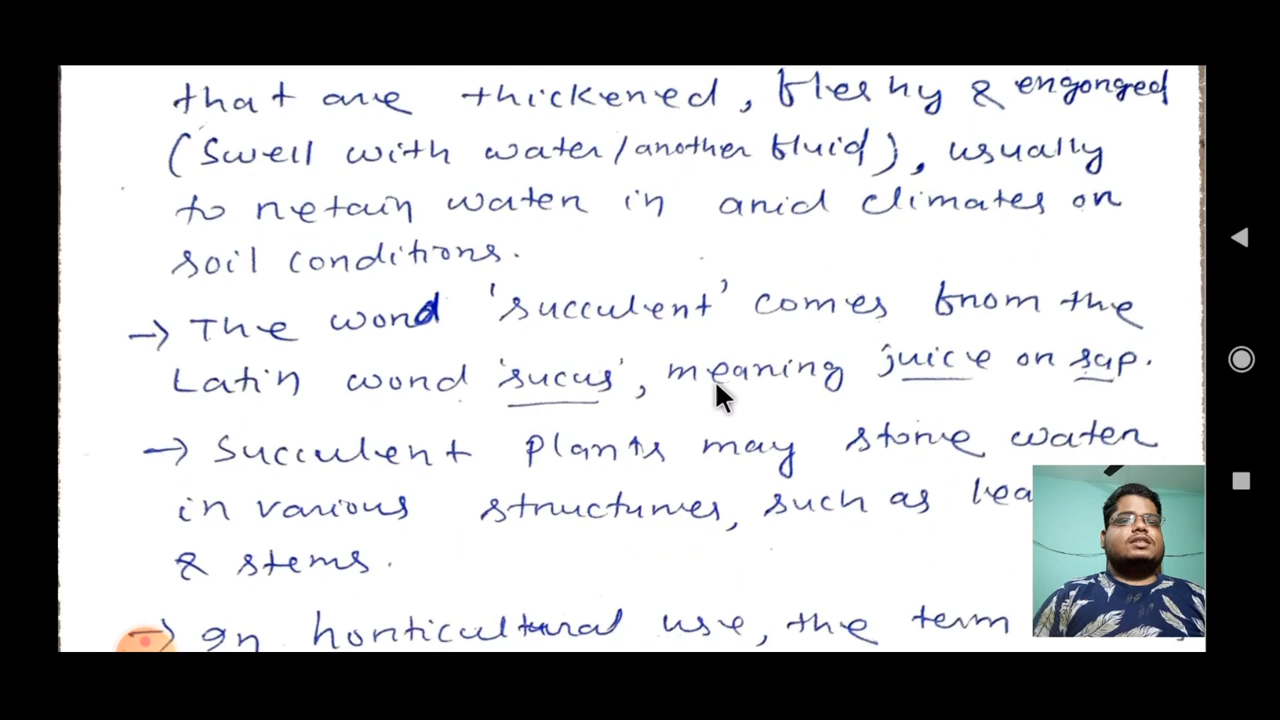 that are thickened, fleshy & engorged
(Swell with water/another fluid), usually
to retain water in arid climates or
soil conditions.
→ The word 'succulent' comes from the
Latin word 'sucus', meaning juice or sap.
→ Succulent plants may store water
in various structures, such as lea
& stems.
→ In horticultural use, the term